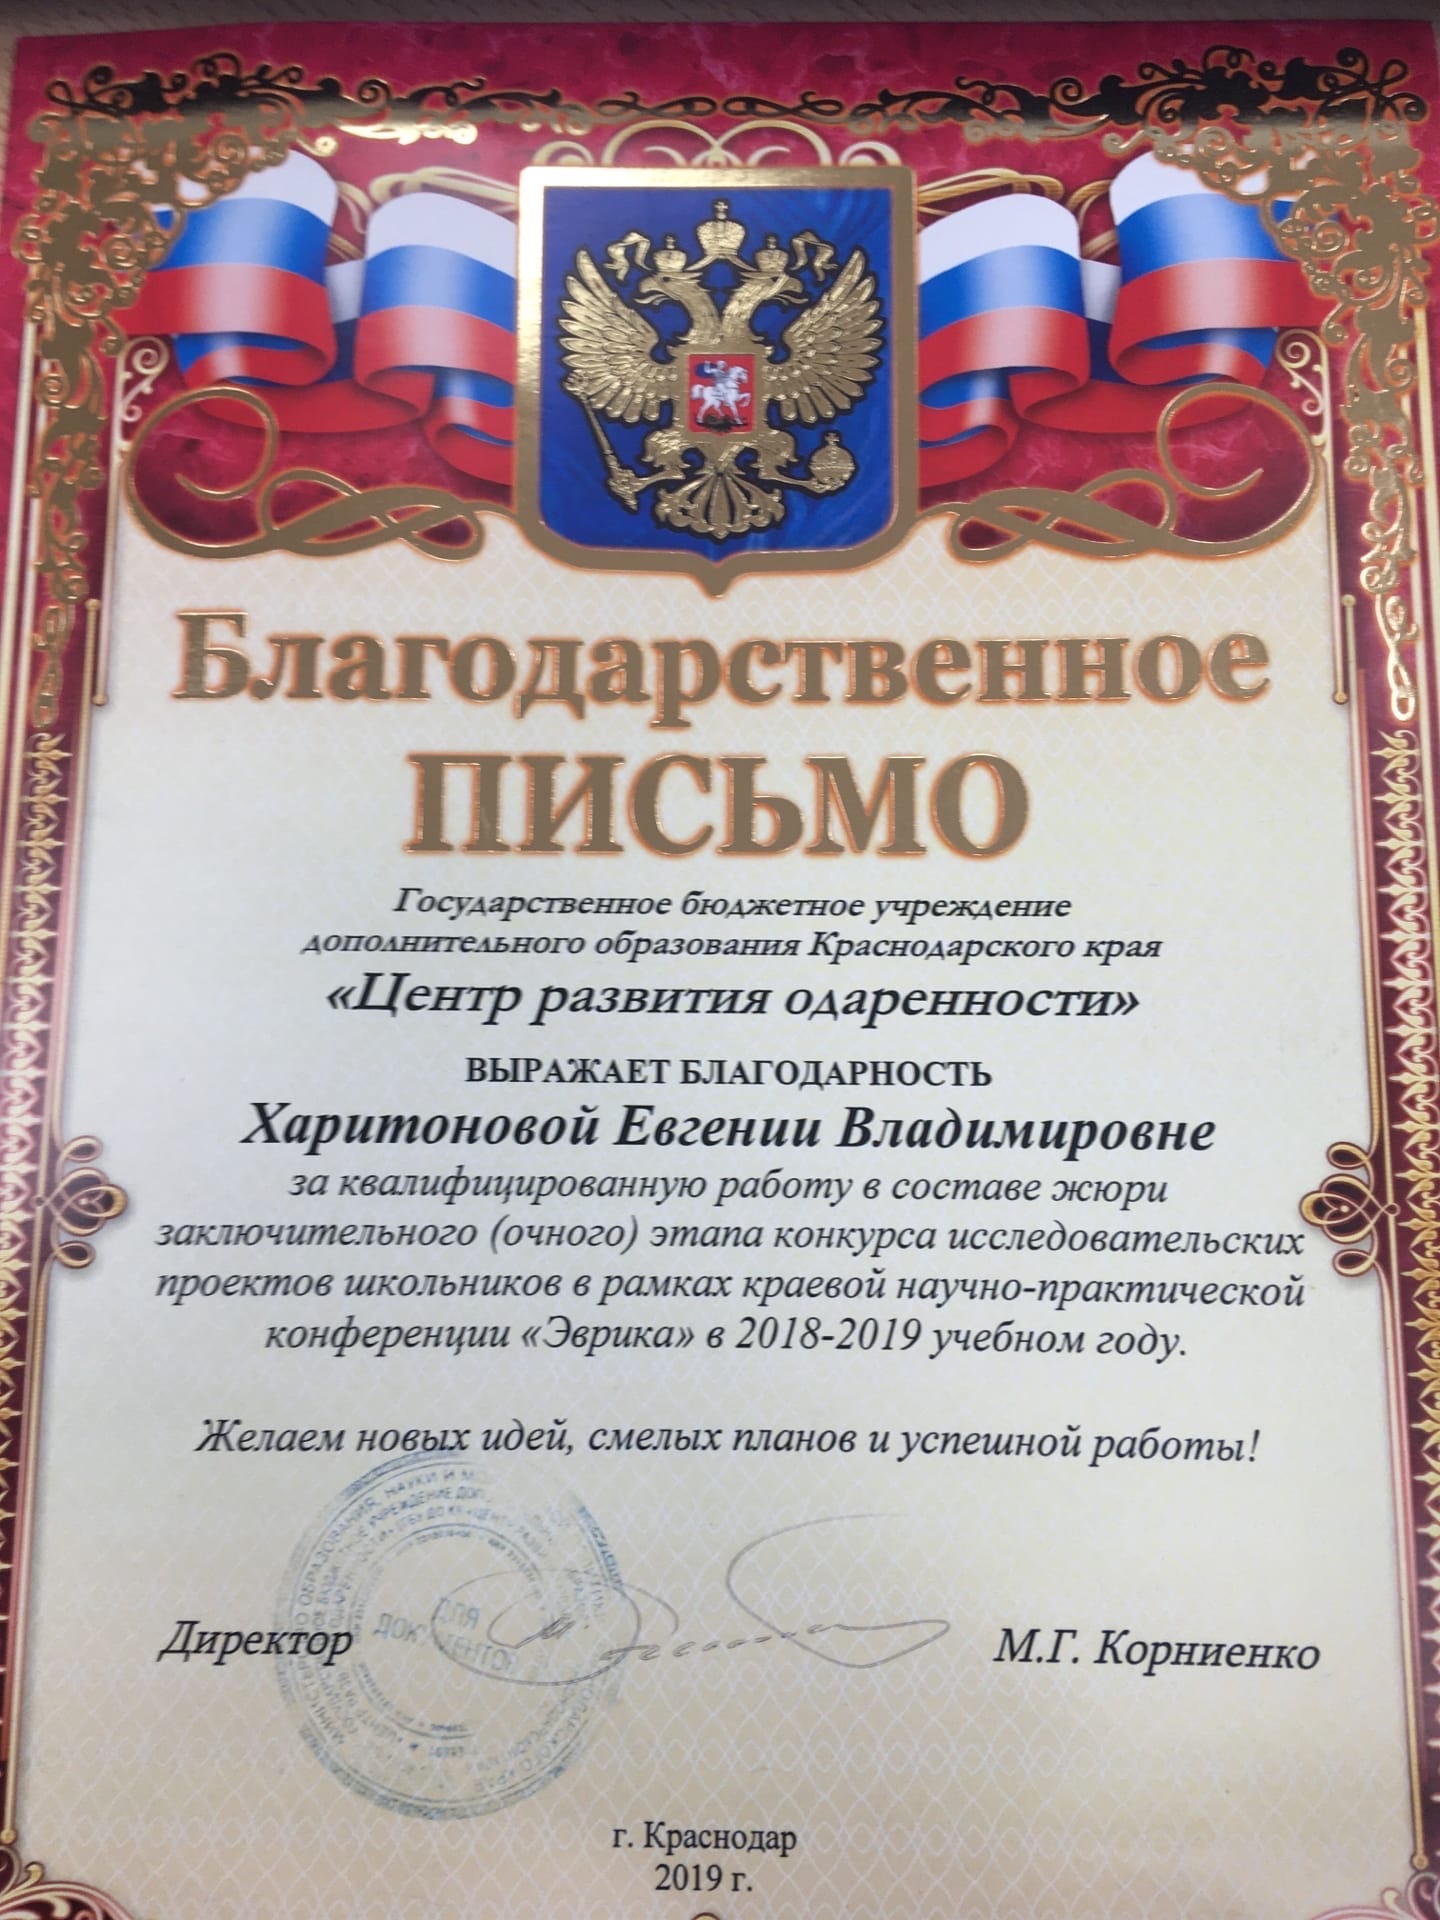 Благодарственное
ПИСЬМО
Государственное бюджетное учреждение
дополнительного образования Краснодарского края
«Центр развития одаренности»
ВЫРАЖАЕТ БЛАГОДАРНОСТЬ
Харитоновой Евгении Владимировне
за квалифицированную работу в составе жюри
заключительного (очного) этапа конкурса исследовательских
проектов школьников в рамках краевой научно-практической
конференции «Эврика» в 2018-2019 учебном году.
Желаем новых идей, смелых планов и успешной работы!
ДЛЯ
ДОКУМЕНТОВ
Директор
М.Г. Корниенко
г. Краснодар
2019 г.